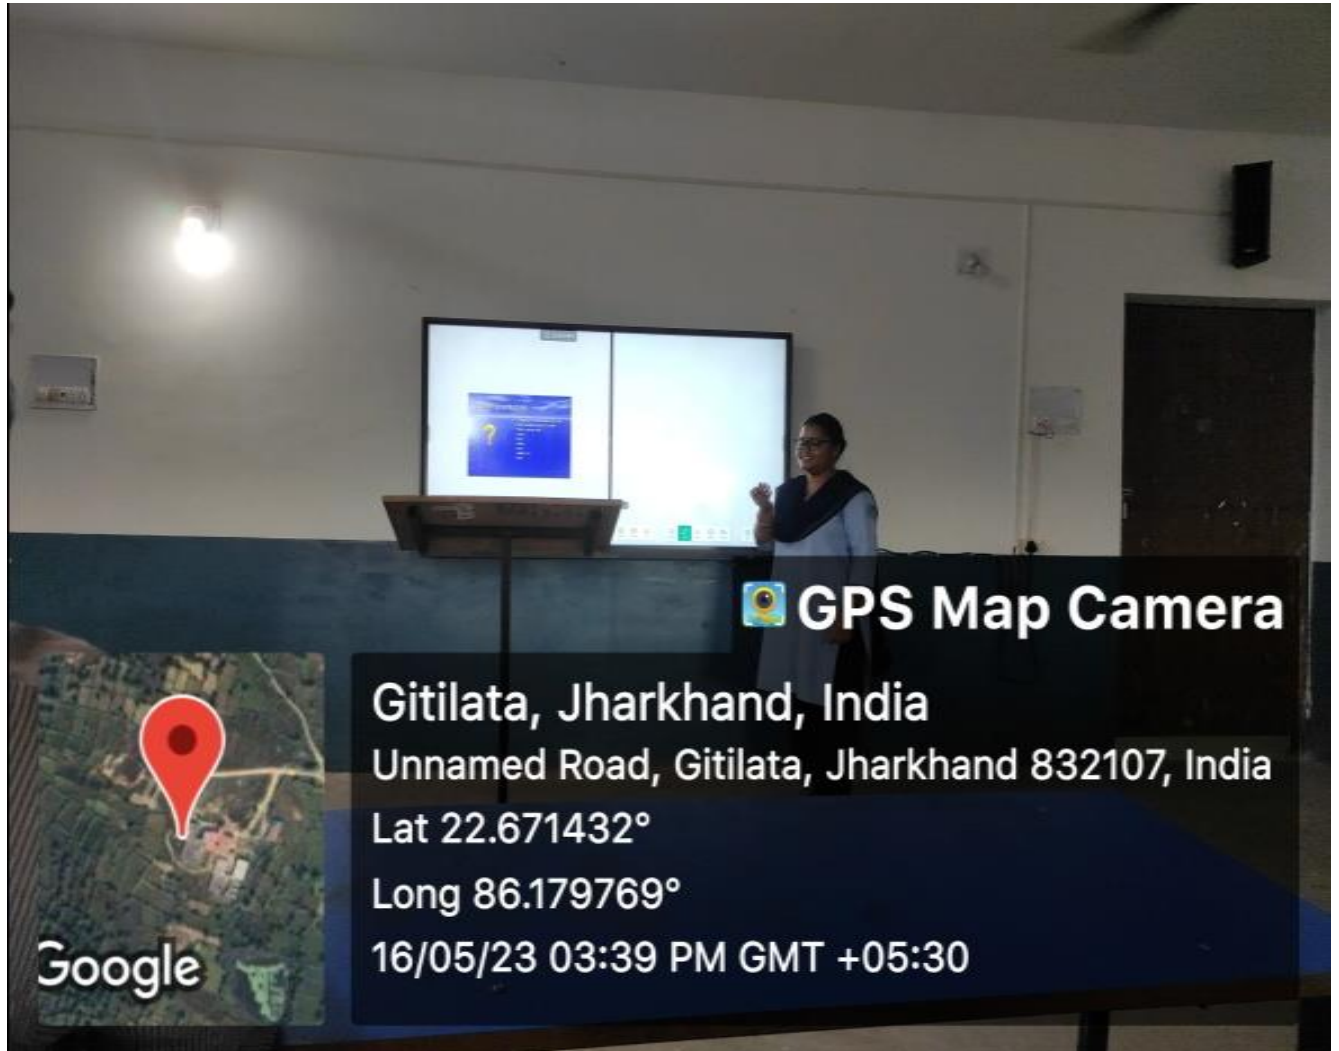 ?
GPS Map Camera
Gitilata, Jharkhand, India
Unnamed Road, Gitilata, Jharkhand 832107, India
Lat 22.671432°
Long 86.179769°
16/05/23 03:39 PM GMT +05:30
Google